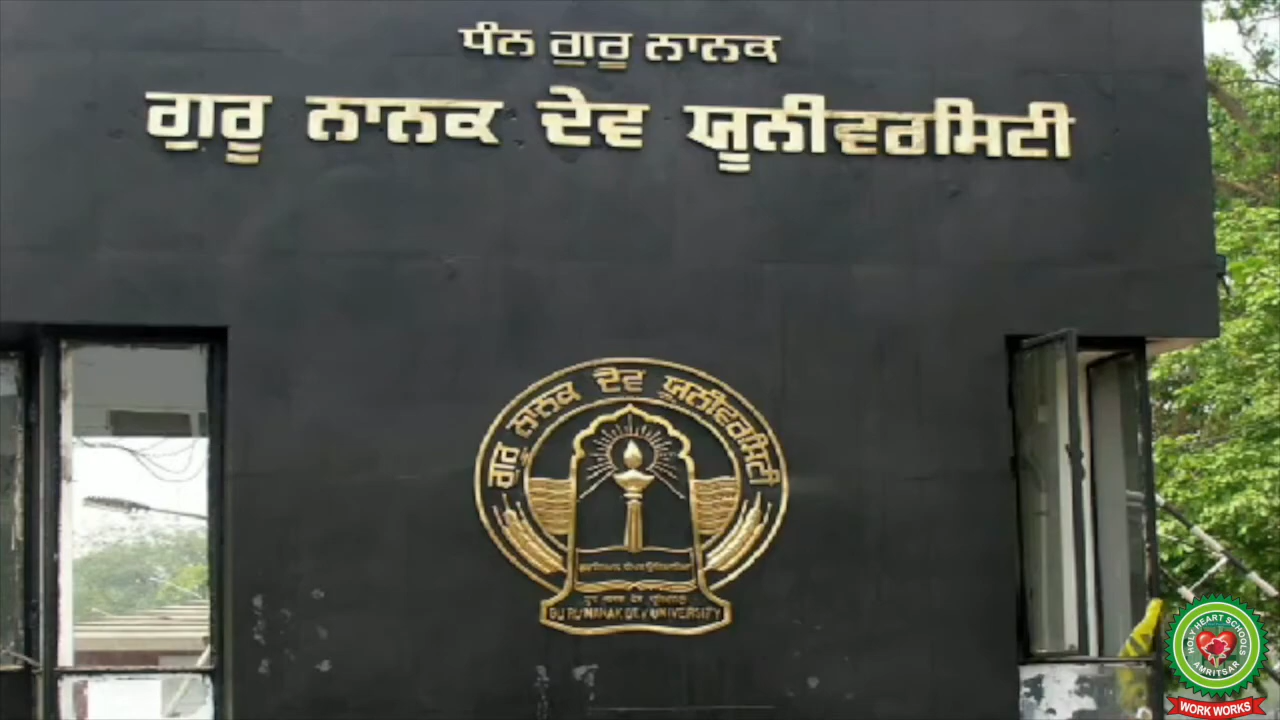 ਧੰਨ ਗੁਰੂ ਨਾਨਕ
ਗੁਰੂ ਨਾਨਕ ਦੇਵ ਯੂਨੀਵਰਸਿਟੀ
ਗੁਰੂ ਨਾਨਕ ਦੇਵ ਯੂਨੀਵਰਸਿਟੀ
GURU NANAK DEV UNIVERSITY
HOLY HEART SCHOOLS
AMRITSAR
WORK WORKS